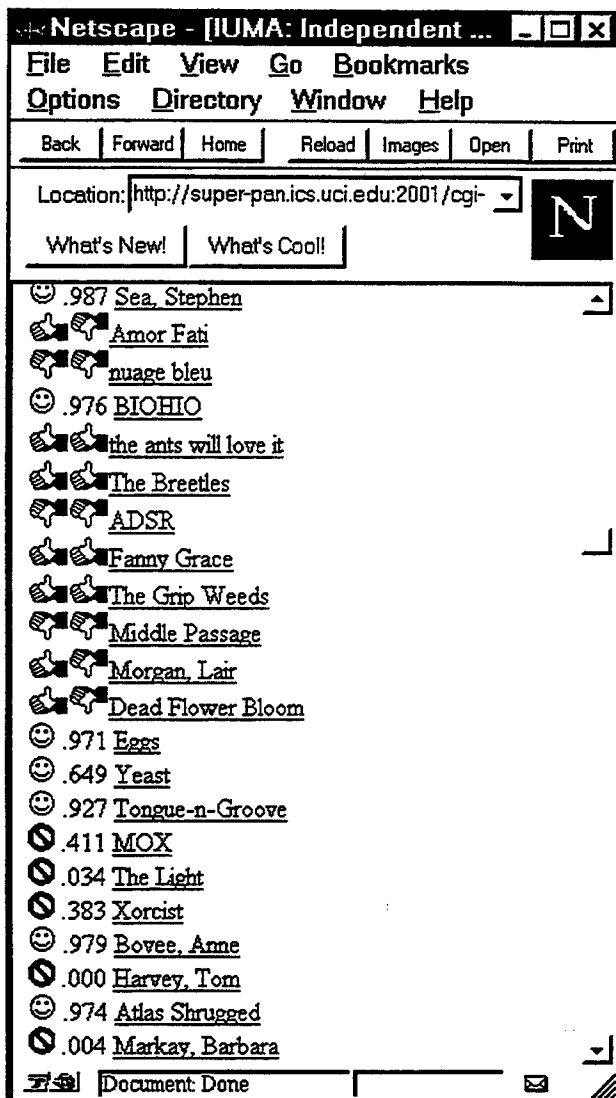 Netscape - [IUMA: Independent ...
File Edit View Go Bookmarks
Options Directory Window Help
Back Forward Home Reload Images Open Print
Location: http://super-pan.ics.uci.edu:2001/cgi-
N
What's New! What's Cool!
.987 Sea, Stephen
Amor Fati
nuage bleu
.976 BIOHIO
the ants will love it
The Breetles
ADSR
Fanny Grace
The Grip Weeds
Middle Passage
Morgan, Lair
Dead Flower Bloom
.971 Eggs
.649 Yeast
.927 Tongue-n-Groove
.411 MOX
.034 The Light
.383 Xorcist
.979 Bovee, Anne
.000 Harvey, Tom
.974 Atlas Shrugged
.004 Markay, Barbara
Document: Done